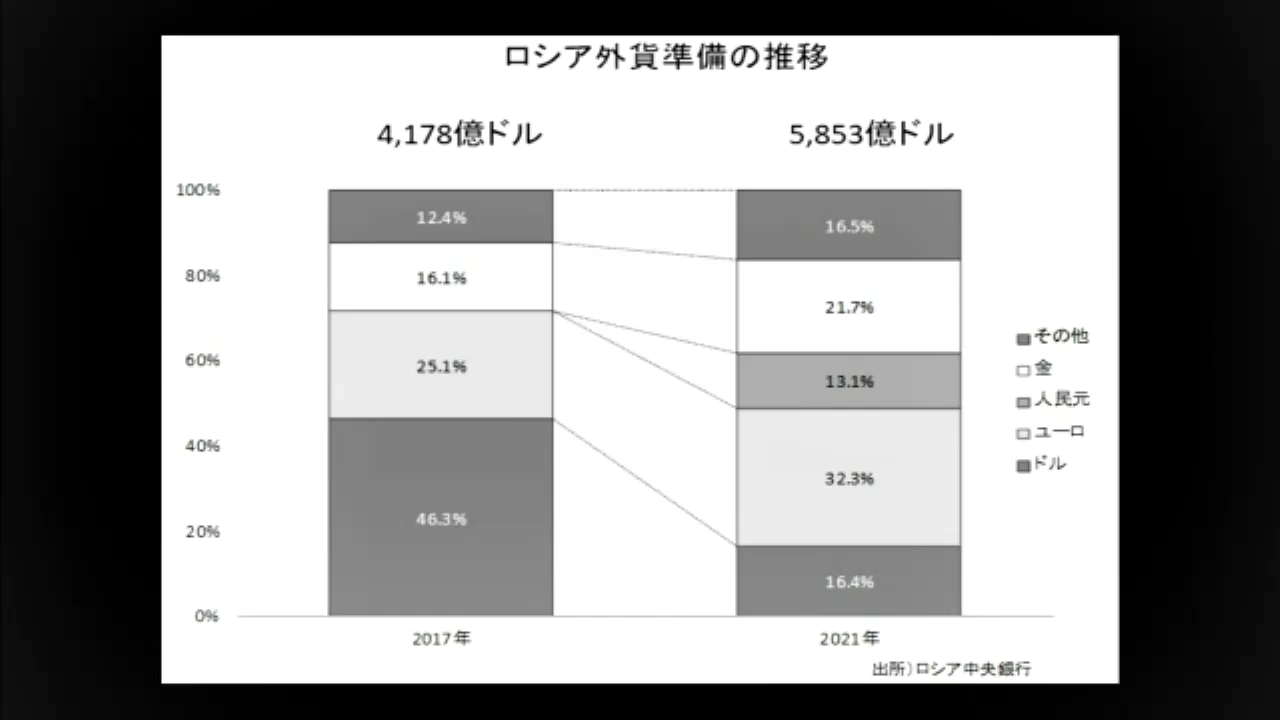 ロシア外貨準備の推移
4,178億ドル
5,853億ドル
100%
80%
60%
40%
20%
0%
12.4%
16.1%
25.1%
46.3%
16.5%
21.7%
13.1%
32.3%
16.4%
その他
金
人民元
ユーロ
ドル
2017年
2021年
出所)ロシア中央銀行